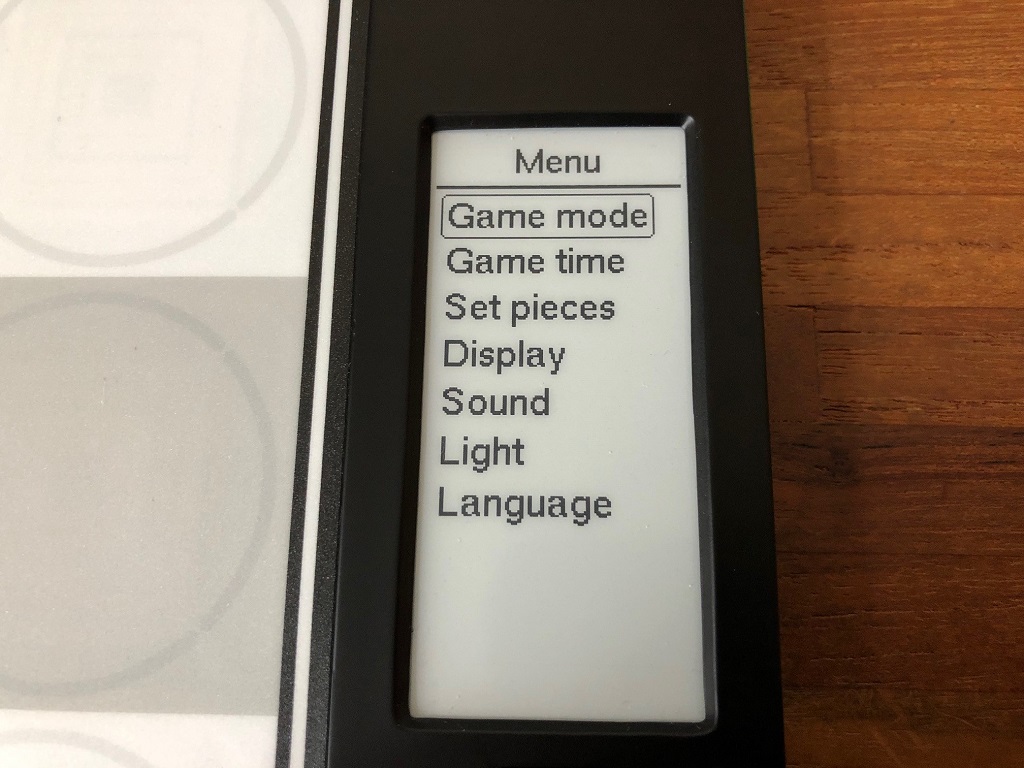 Menu
Game mode
Game time
Set pieces
Display
Sound
Light
Language